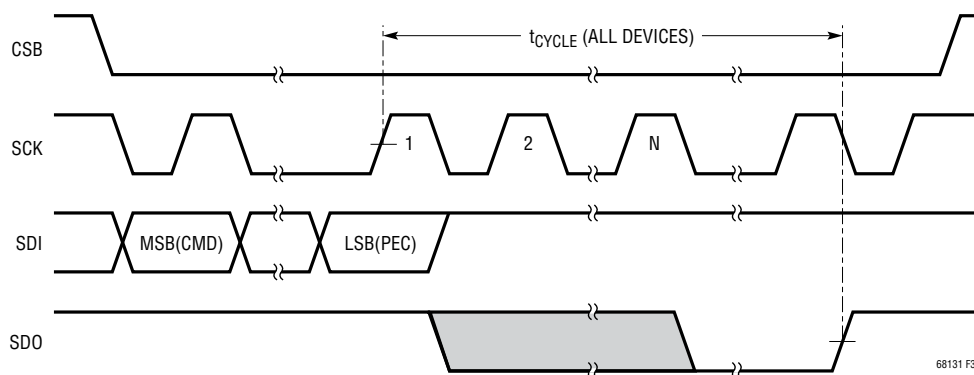 CSB
tCYCLE (ALL DEVICES)
SCK
1
2
N
SDI
MSB(CMD)
LSB(PEC)
SDO
68131 F3